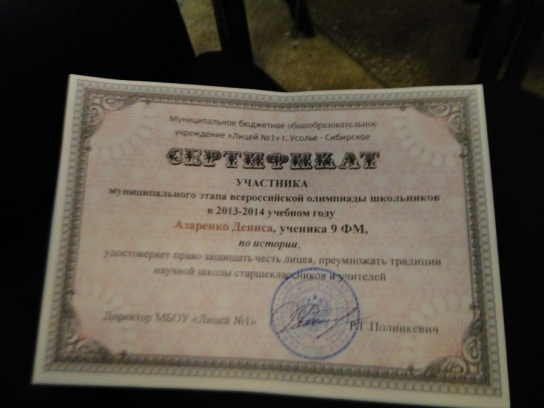 Муниципальное бюджетное общеобразовательное
учреждение «Лицей №1» г. Усолье - Сибирское
СЕРТИФИКАТ
УЧАСТНИКА
муниципального этапа всероссийской олимпиады школьников
в 2013-2014 учебном году
Азаренко Дениса, ученика 9 ФМ,
по истории,
удостоверяет право защищать честь лицея, преумножать традиции
научной школы старшеклассников и учителей
Директор МБОУ «Лицей №1» Р.Г.Полинкевич